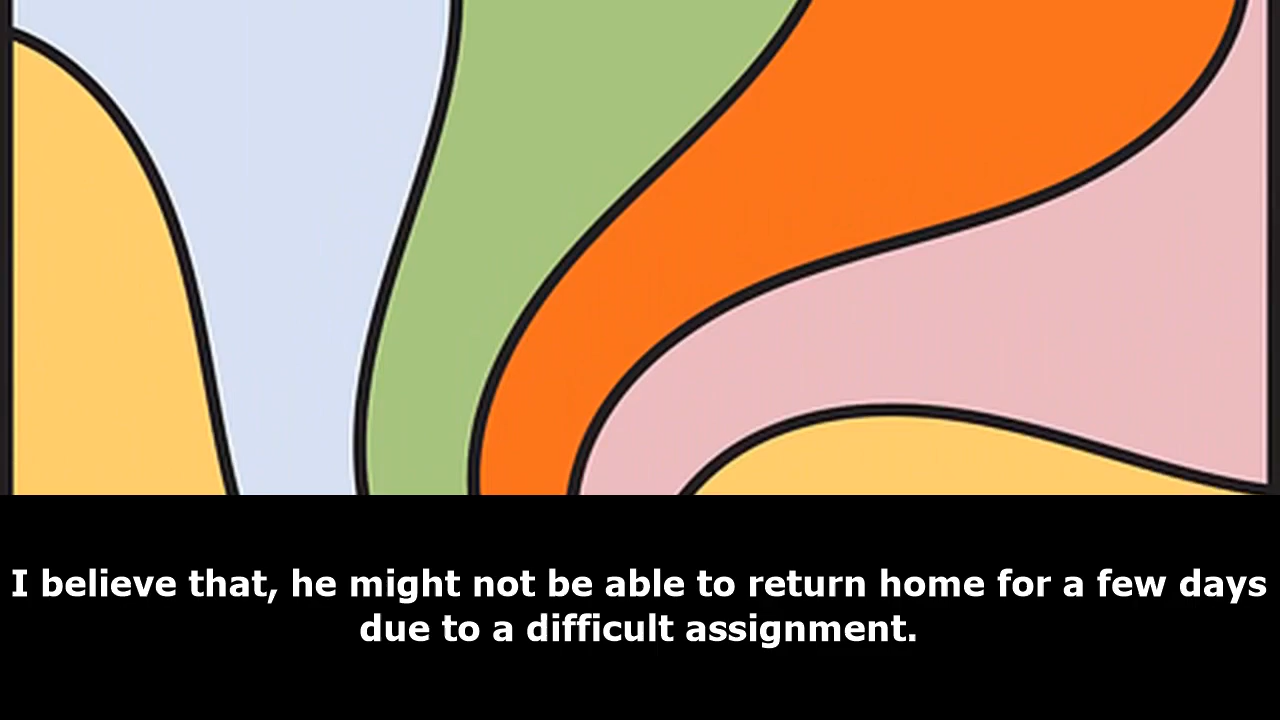 I believe that, he might not be able to return home for a few days
due to a difficult assignment.